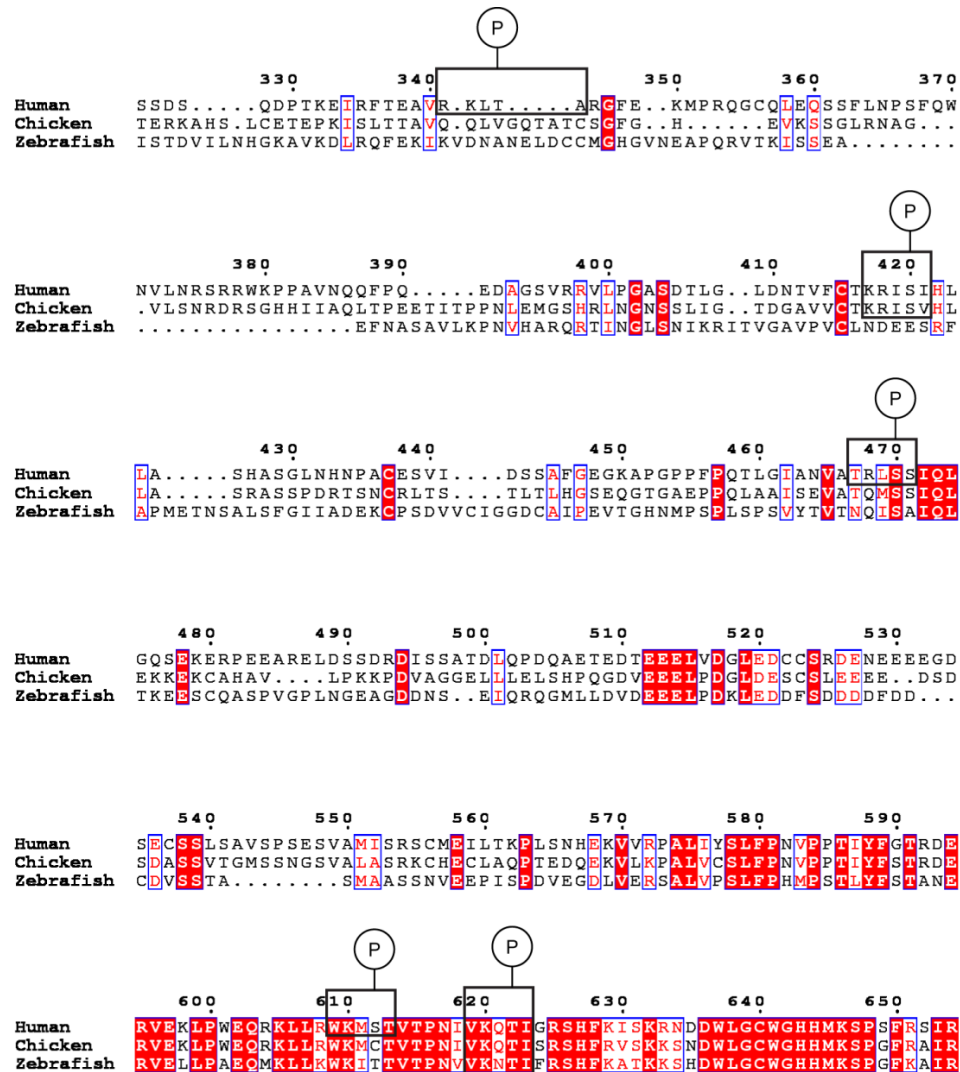 P
330 340 350 360 370
Human SSDS.....QDPTKEIRFTEAVR.KLT.....ARGFE..KMPRQGCQLEQSSFLNPSFQW
Chicken TERKAHS.LCETEPKISLTTAVQ.QLVGQTATCSGFG..H......EVKSSGLRNAG...
Zebrafish ISTDVILNHGKAVKDLRQFEKIKVDNANELDCCMGHGVNEAPQRVTKISSEA........
P
380 390 400 410 420
Human NVLNRSRRWKPPAVNQQFPQ.....EDAGSVRRVLPGASDTLG..LDNTVFCTKRISIHL
Chicken .VLSNRDRSGHHIIAQLTPEETITPPNLEMGSHRLNGNSSLIG..TDGAVVCTKRISVHL
Zebrafish ................EFNASAVLKPNVHARQRTINGLSNIKRITVGAVPVCLNDEESRF
P
430 440 450 460 470
Human LA.....SHASGLNHNPACESVI...DSSAFGEGKAPGPPFPQTLGIANVATRLSSIQL
Chicken LA.....SRASSPDRTSNCRLTS....TLTLHGSEQGTGAEPPQLAAISEVATQMSSIQL
Zebrafish APMETNSALSFGIIADEKCPSDVVCIGGDCAIPEVTGHNMPSPLSPSVYTVTNQISAIQL
480 490 500 510 520 530
Human GQSEKERPEEARELDSSDRDISSATDLQPDQAETEDTEEELVDGLEDCCSRDENEEEEGD
Chicken EKKEKCAHAV...LPKKPDVAGGELLLELSHPQGDVEEELPDGLDESCSLEEEE..DSD
Zebrafish TKEESCQASPVGPLNGEAGDDNS..EIQRQGMLLDVDEEELPDKLEDDFSDDDDFDD...
540 550 560 570 580 590
Human SECSSLSAVSPSESVAMISRSCMEILTKPLSNHEKVVRPALIYSLFPNVPPTIYFGTRDE
Chicken SDASSVTGMSSNGSVALASRKCHECLAQPTEDQEKVLKPALVCSLFPNVPPTIYFSTRDE
Zebrafish CDVSSTA........SMAASSNVEEPISPDVEGDLVERSALVPSLFPHMPSTLYFSTANE
P P
600 610 620 630 640 650
Human RVEKLPWEQRKLLRWKMSTVTPNIVKQTIGRSHFKISKRNDDWLGCWGHHMKSPSFRSIR
Chicken RVEKLPWEQRKLLRWKMCTVTPNIVKQTISRSHFRVSKKSNDWLGCWGHHMKSPGFRAIR
Zebrafish RVELLPAEQMKLLRWKITTVTPNVVKNTIFRSHFKATKKSHDWLGCWGHHMKSPGFKAIR